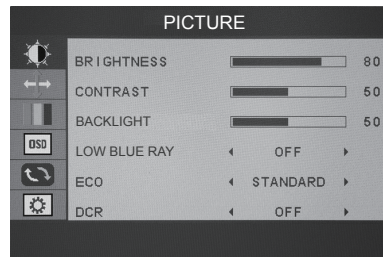 PICTURE
BRIGHTNESS 80
CONTRAST 50
BACKLIGHT 50
OSD
LOW BLUE RAY OFF
ECO STANDARD
DCR OFF